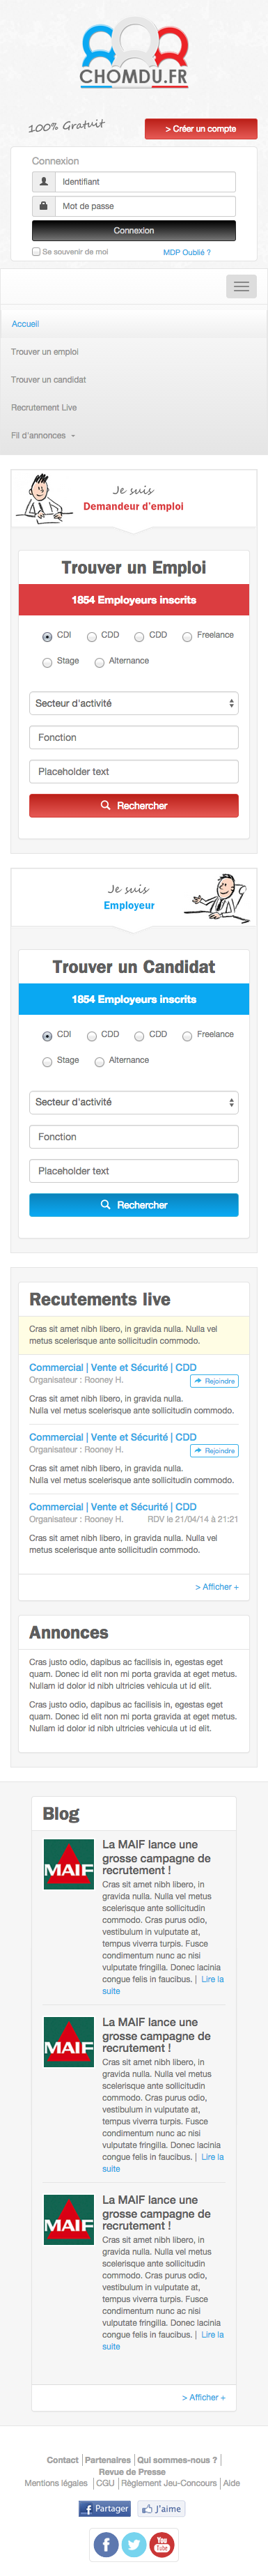 CHOMDU.FR
100% Gratuit
> Créer un compte
Connexion
Identifiant
Mot de passe
Connexion
Se souvenir de moi
MDP Oublié ?
Accueil
Trouver un emploi
Trouver un candidat
Recrutement Live
Fil d'annonces
Je suis
Demandeur d'emploi
Trouver un Emploi
1854 Employeurs inscrits
CDI CDD CDD Freelance
Stage Alternance
Secteur d'activité
Fonction
Placeholder text
Rechercher
Je suis
Employeur
Trouver un Candidat
1854 Employeurs inscrits
CDI CDD CDD Freelance
Stage Alternance
Secteur d'activité
Fonction
Placeholder text
Rechercher
Recutements live
Cras sit amet nibh libero, in gravida nulla. Nulla vel
metus scelerisque ante sollicitudin commodo.
Commercial | Vente et Sécurité | CDD
Organisateur : Rooney H. Rejoindre
Cras sit amet nibh libero, in gravida nulla.
Nulla vel metus scelerisque ante sollicitudin commodo.
Commercial | Vente et Sécurité | CDD
Organisateur : Rooney H. Rejoindre
Cras sit amet nibh libero, in gravida nulla.
Nulla vel metus scelerisque ante sollicitudin commodo.
Commercial | Vente et Sécurité | CDD
Organisateur : Rooney H. RDV le 21/04/14 à 21:21
Cras sit amet nibh libero, in gravida nulla. Nulla vel
metus scelerisque ante sollicitudin commodo.
> Afficher +
Annonces
Cras justo odio, dapibus ac facilisis in, egestas eget
quam. Donec id elit non mi porta gravida at eget metus.
Nullam id dolor id nibh ultricies vehicula ut id elit.
Cras justo odio, dapibus ac facilisis in, egestas eget
quam. Donec id elit non mi porta gravida at eget metus.
Nullam id dolor id nibh ultricies vehicula ut id elit.
Blog
MAIF
La MAIF lance une
grosse campagne de
recrutement !
Cras sit amet nibh libero, in
gravida nulla. Nulla vel metus
scelerisque ante sollicitudin
commodo. Cras purus odio,
vestibulum in vulputate at,
tempus viverra turpis. Fusce
condimentum nunc ac nisi
vulputate fringilla. Donec lacinia
congue felis in faucibus. | Lire la
suite
MAIF
La MAIF lance une
grosse campagne de
recrutement !
Cras sit amet nibh libero, in
gravida nulla. Nulla vel metus
scelerisque ante sollicitudin
commodo. Cras purus odio,
vestibulum in vulputate at,
tempus viverra turpis. Fusce
condimentum nunc ac nisi
vulputate fringilla. Donec lacinia
congue felis in faucibus. | Lire la
suite
MAIF
La MAIF lance une
grosse campagne de
recrutement !
Cras sit amet nibh libero, in
gravida nulla. Nulla vel metus
scelerisque ante sollicitudin
commodo. Cras purus odio,
vestibulum in vulputate at,
tempus viverra turpis. Fusce
condimentum nunc ac nisi
vulputate fringilla. Donec lacinia
congue felis in faucibus. | Lire la
suite
> Afficher +
Contact | Partenaires | Qui sommes-nous ? |
Revue de Presse
Mentions légales | CGU | Règlement Jeu-Concours | Aide
f Partager J'aime
f You Tube